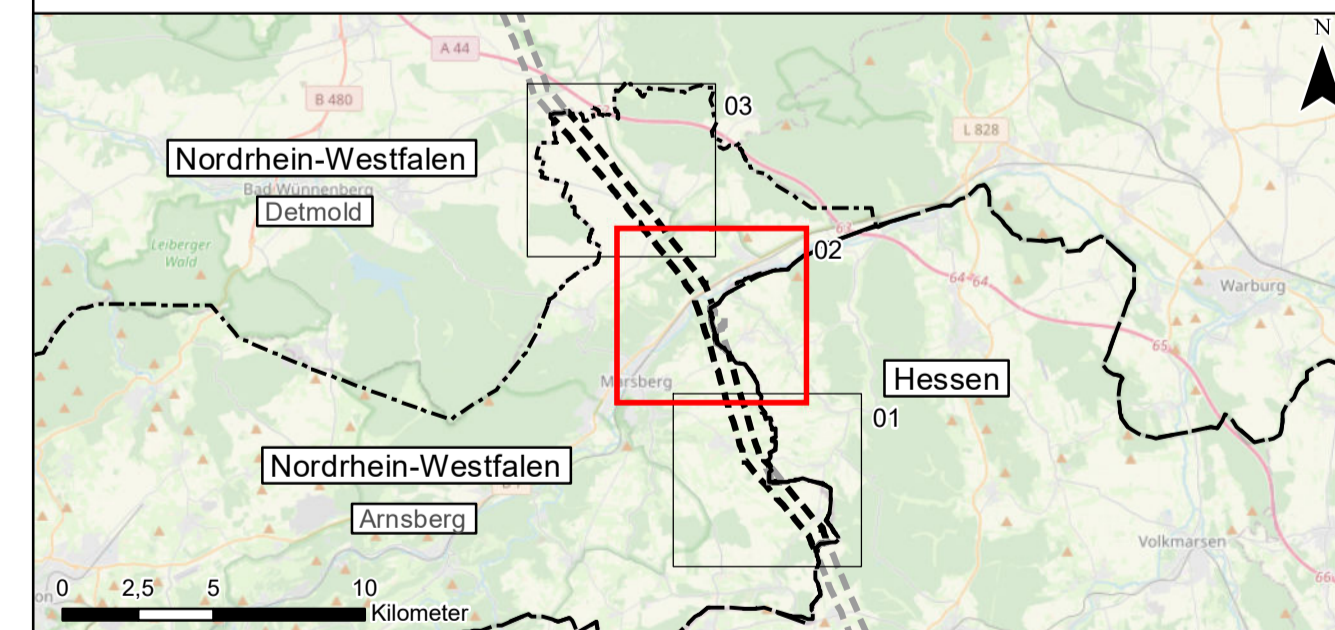 N
A 44
B 480
03
L 828
Nordrhein-Westfalen
Bad Wünnenberg
Detmold
63
02
Leiberger
Wald
64-64
Warburg
65
Marsberg
Hessen
01
Nordrhein-Westfalen
Arnsberg
Volkmarsen
0 2,5 5 10
Kilometer
66